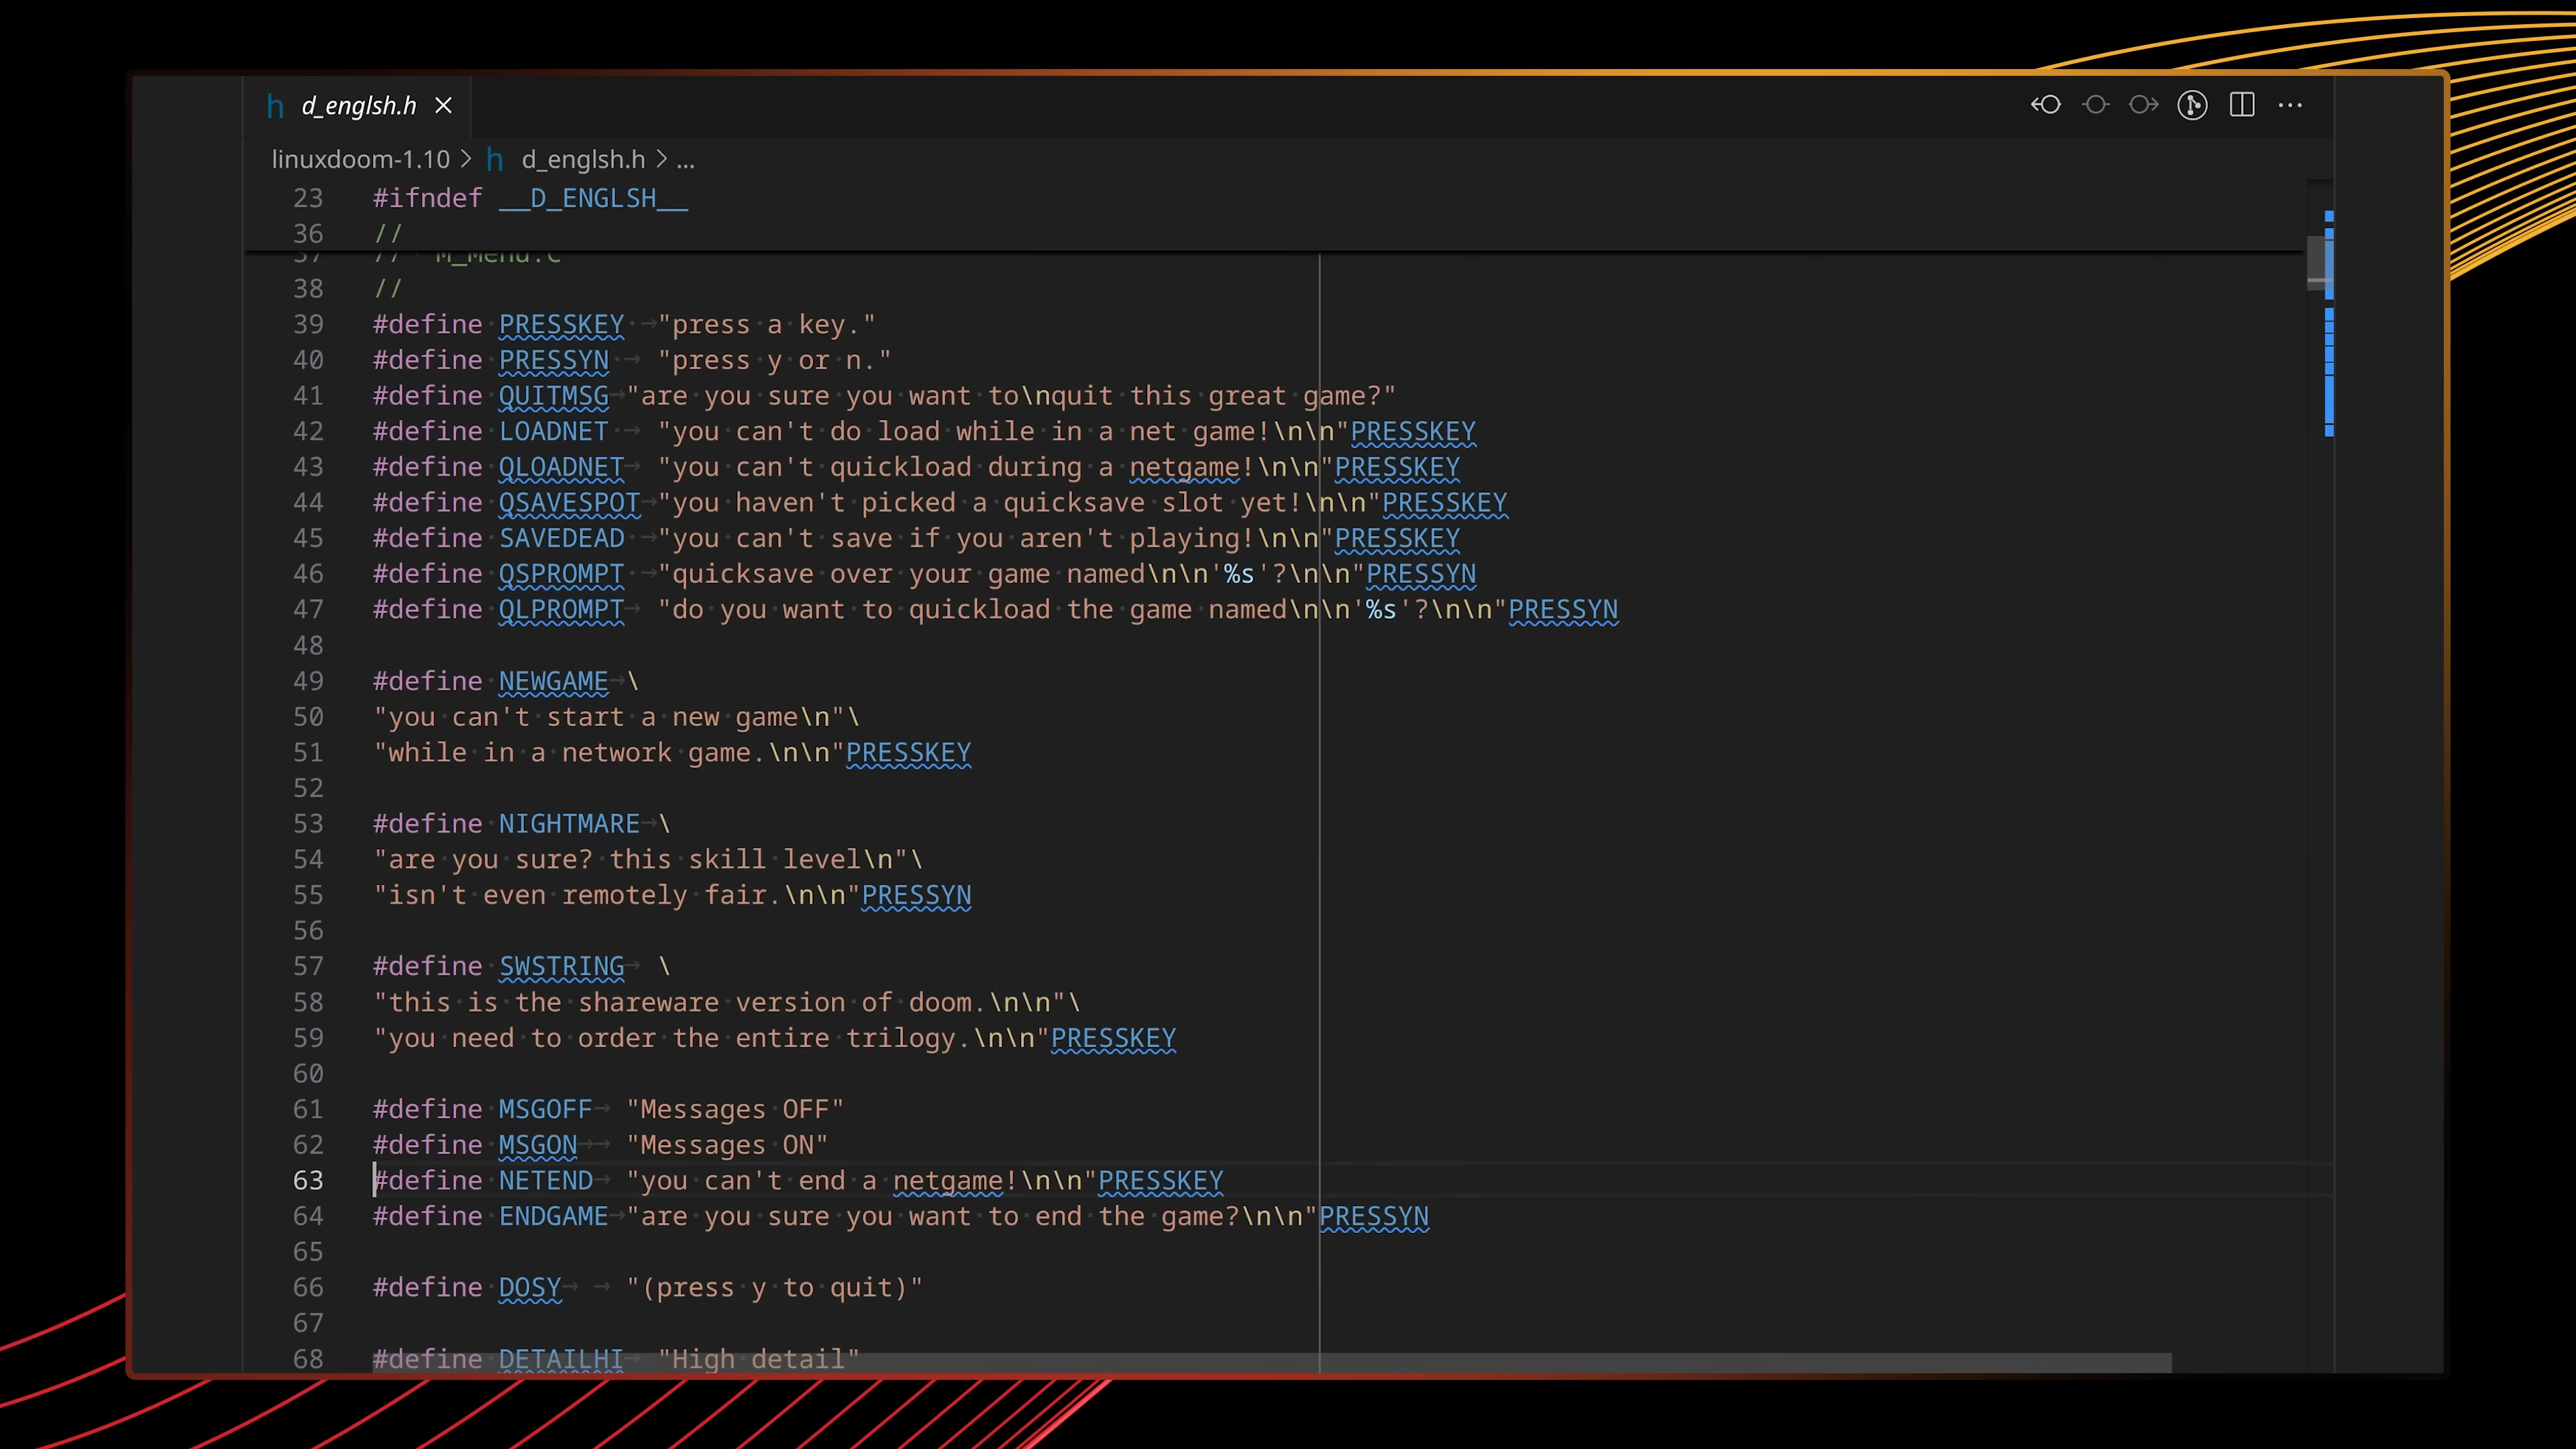 h d_englsh.h
linuxdoom-1.10 > h d_englsh.h > ...
23 #ifndef __D_ENGLSH__
36 //
37 // M_Menu.C
38 //
39 #define PRESSKEY "press a key."
40 #define PRESSYN "press y or n."
41 #define QUITMSG "are you sure you want to\nquit this great game?"
42 #define LOADNET "you can't do load while in a net game!\n\n"PRESSKEY
43 #define QLOADNET "you can't quickload during a netgame!\n\n"PRESSKEY
44 #define QSAVESPOT "you haven't picked a quicksave slot yet!\n\n"PRESSKEY
45 #define SAVEDEAD "you can't save if you aren't playing!\n\n"PRESSKEY
46 #define QSPROMPT "quicksave over your game named\n\n'%s'?\n\n"PRESSYN
47 #define QLPROMPT "do you want to quickload the game named\n\n'%s'?\n\n"PRESSYN
48
49 #define NEWGAME \
50 "you can't start a new game\n"\
51 "while in a network game.\n\n"PRESSKEY
52
53 #define NIGHTMARE \
54 "are you sure? this skill level\n"\
55 "isn't even remotely fair.\n\n"PRESSYN
56
57 #define SWSTRING \
58 "this is the shareware version of doom.\n\n"\
59 "you need to order the entire trilogy.\n\n"PRESSKEY
60
61 #define MSGOFF "Messages OFF"
62 #define MSGON "Messages ON"
63 #define NETEND "you can't end a netgame!\n\n"PRESSKEY
64 #define ENDGAME "are you sure you want to end the game?\n\n"PRESSYN
65
66 #define DOSY "(press y to quit)"
67
68 #define DETAILHI "High detail"